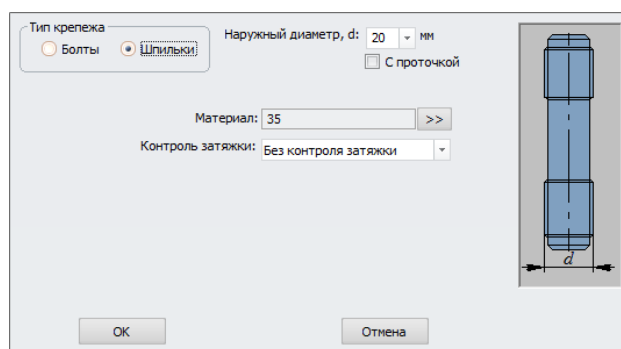 Тип крепежа
Болты
Шпильки
Наружный диаметр, d: 20 мм
С проточкой
Материал: 35 >>
Контроль затяжки: Без контроля затяжки
d
OK
Отмена